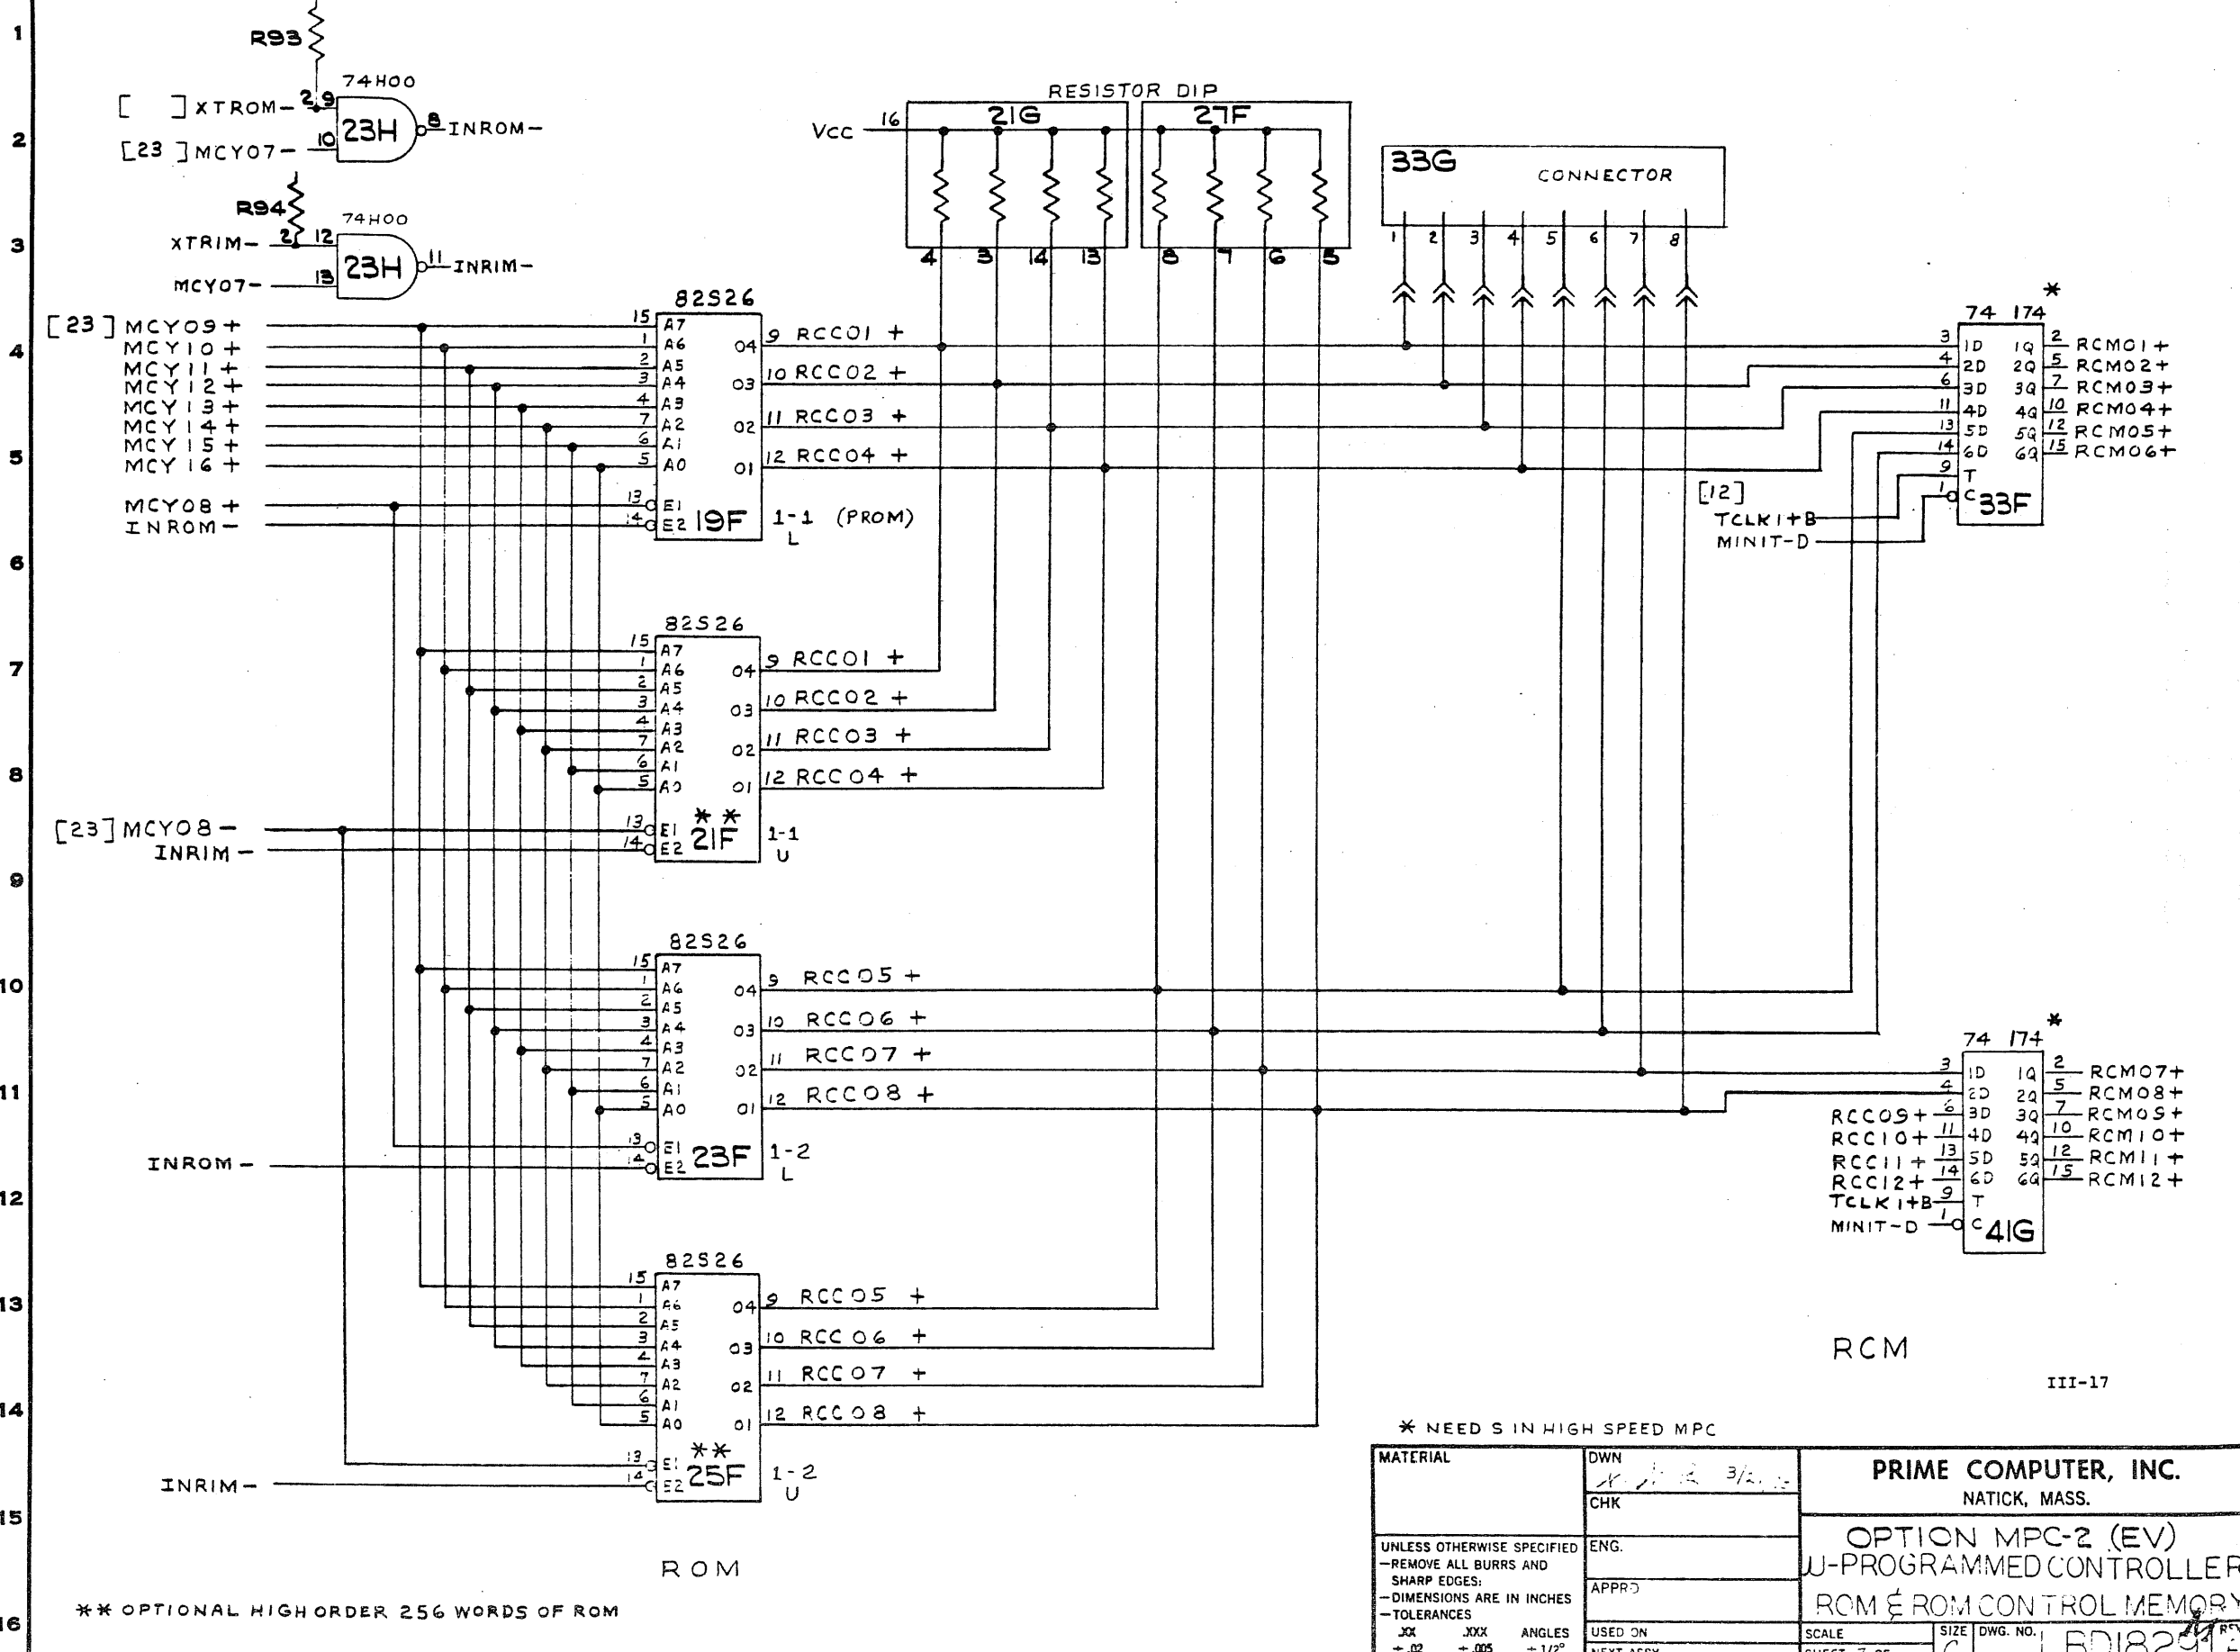 1
R93
74H00
[ ] XTROM- 2 9
23H 8 INROM-
2
[23 ] MCY07- 10
R94
74H00
3
XTRIM- 2 12
23H 11 INRIM-
MCY07- 13
RESISTOR DIP
Vcc 16
21G 27F
4 3 14 13 8 7 6 5
33G CONNECTOR
1 2 3 4 5 6 7 8
82S26
[23 ] MCY09+ 15 A7
4
MCY10+ 1 A6 04 9 RCC01 +
MCY11+ 2 A5
MCY12+ 3 A4 03 10 RCC02 +
MCY13+ 4 A3
MCY14+ 7 A2 02 11 RCC03 +
MCY15+ 6 A1
5
MCY16+ 5 A0 01 12 RCC04 +
MCY08+ 13 E1
INROM- 14 E2 19F 1-1 (PROM)
L
6
*
74 174
3 1D 1Q 2 RCM01+
4 2D 2Q 5 RCM02+
6 3D 3Q 7 RCM03+
11 4D 4Q 10 RCM04+
13 5D 5Q 12 RCM05+
14 6D 6Q 15 RCM06+
9 T
[12]
1 C 33F
TCLK1+B
MINIT-D
82S26
15 A7
7
1 A6 04 9 RCC01 +
2 A5
3 A4 03 10 RCC02 +
4 A3
7 A2 02 11 RCC03 +
8
6 A1
5 A0 01 12 RCC04 +
**
[23] MCY08- 13 E1 21F 1-1
INRIM- 14 E2 U
9
82S26
15 A7
10
1 A6 04 9 RCC05 +
2 A5
3 A4 03 10 RCC06 +
4 A3
7 A2 02 11 RCC07 +
11
6 A1
5 A0 01 12 RCC08 +
13 E1 23F 1-2
INROM- 14 E2 L
12
*
74 174
3 1D 1Q 2 RCM07+
4 2D 2Q 5 RCM08+
RCC09+ 6 3D 3Q 7 RCM09+
RCC10+ 11 4D 4Q 10 RCM10+
RCC11+ 13 5D 5Q 12 RCM11+
RCC12+ 14 6D 6Q 15 RCM12+
TCLK1+B 9 T
MINIT-D 1 C 41G
82S26
15 A7
13
1 A6 04 9 RCC05 +
2 A5
3 A4 03 10 RCC06 +
4 A3
7 A2 02 11 RCC07 +
6 A1
14
5 A0 01 12 RCC08 +
**
13 E1 25F 1-2
INRIM- 14 E2 U
15
ROM
** OPTIONAL HIGH ORDER 256 WORDS OF ROM
16
RCM
III-17
* NEED S IN HIGH SPEED MPC
MATERIAL
DWN
CHK
ENG.
APPRD
USED ON
NEXT ASSY
UNLESS OTHERWISE SPECIFIED
-REMOVE ALL BURRS AND
SHARP EDGES:
-DIMENSIONS ARE IN INCHES
-TOLERANCES
.XX .XXX ANGLES
±.02 ±.005 ±1/2°
PRIME COMPUTER, INC.
NATICK, MASS.
OPTION MPC-2 (EV)
U-PROGRAMMED CONTROLLER
ROM & ROM CONTROL MEMORY
SCALE SIZE DWG. NO.
C